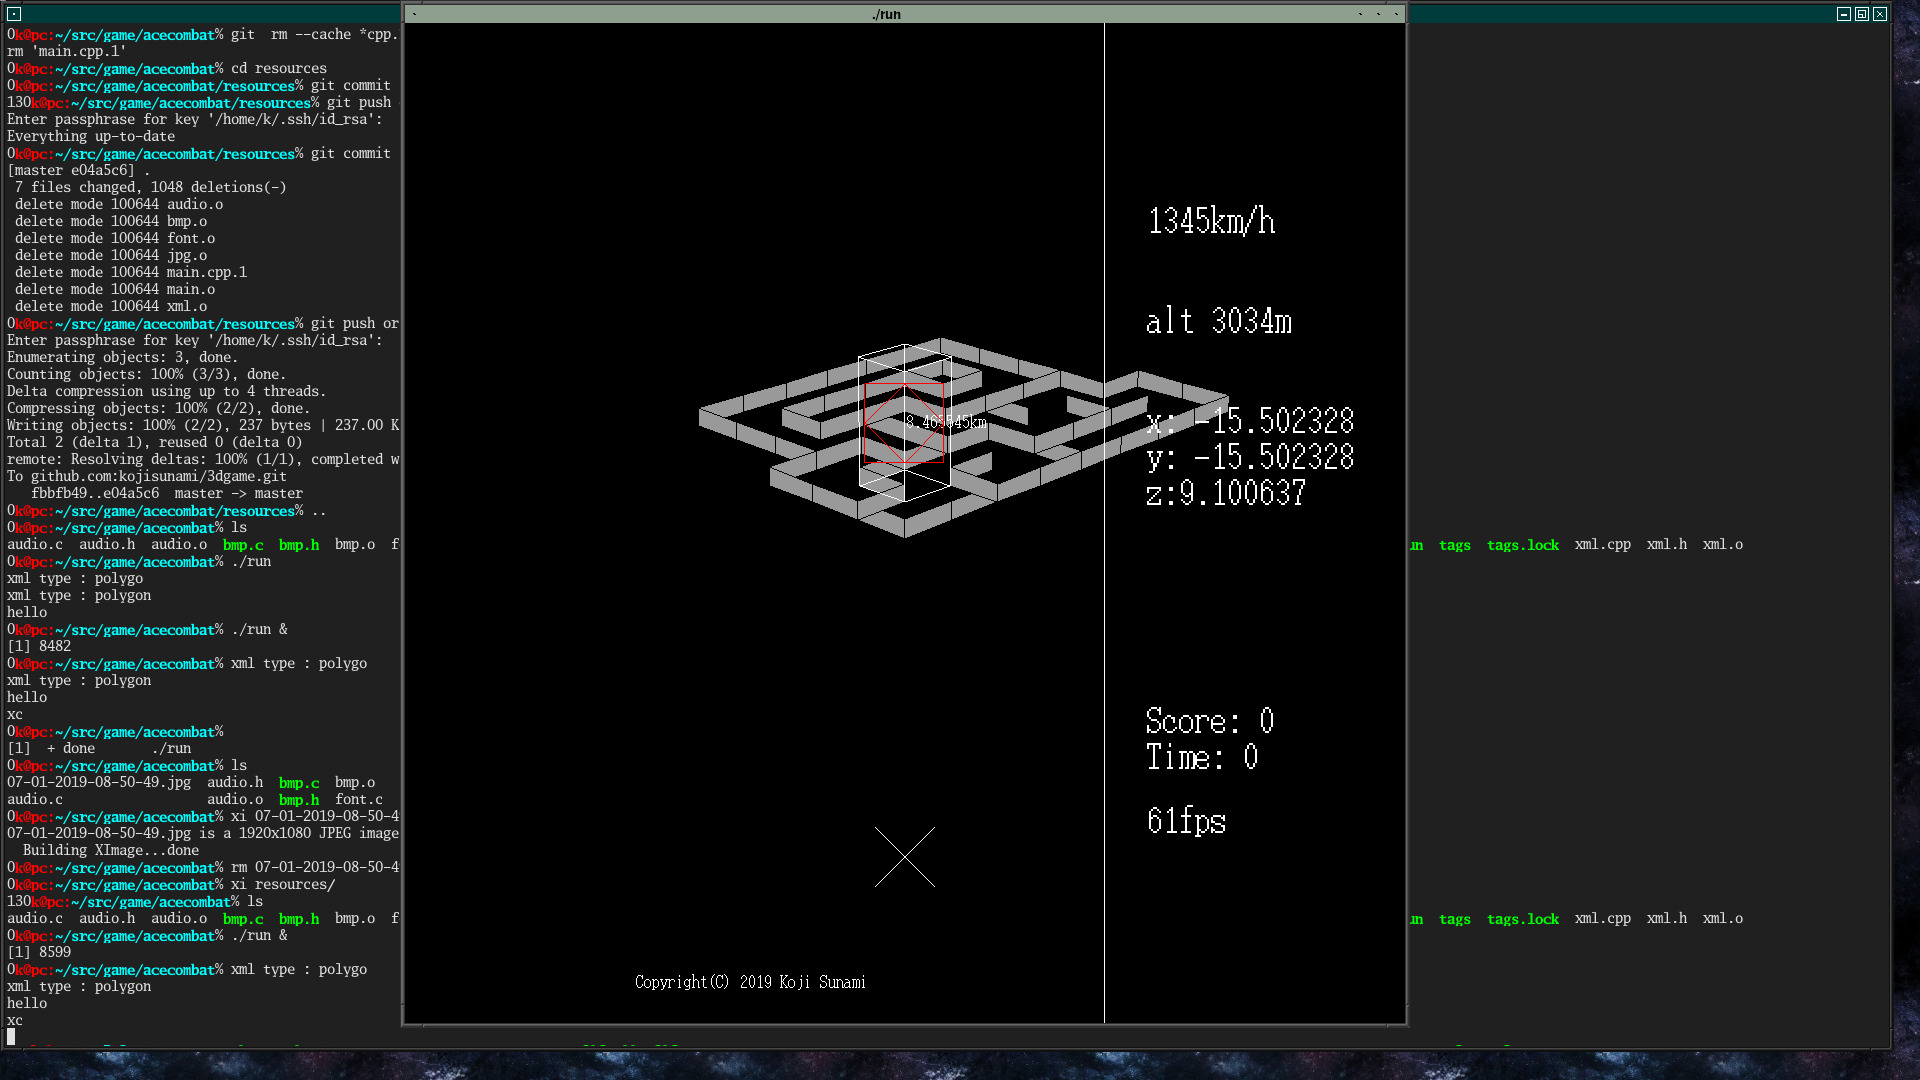 0k@pc:~/src/game/acecombat% git  rm --cache *cpp.
rm 'main.cpp.1'
0k@pc:~/src/game/acecombat% cd resources
0k@pc:~/src/game/acecombat/resources% git commit
130k@pc:~/src/game/acecombat/resources% git push
Enter passphrase for key '/home/k/.ssh/id_rsa':
Everything up-to-date
0k@pc:~/src/game/acecombat/resources% git commit
[master e04a5c6] .
 7 files changed, 1048 deletions(-)
 delete mode 100644 audio.o
 delete mode 100644 bmp.o
 delete mode 100644 font.o
 delete mode 100644 jpg.o
 delete mode 100644 main.cpp.1
 delete mode 100644 main.o
 delete mode 100644 xml.o
0k@pc:~/src/game/acecombat/resources% git push or
Enter passphrase for key '/home/k/.ssh/id_rsa':
Enumerating objects: 3, done.
Counting objects: 100% (3/3), done.
Delta compression using up to 4 threads.
Compressing objects: 100% (2/2), done.
Writing objects: 100% (2/2), 237 bytes | 237.00 K
Total 2 (delta 1), reused 0 (delta 0)
remote: Resolving deltas: 100% (1/1), completed w
To github.com:kojisunami/3dgame.git
   fbbfb49..e04a5c6  master -> master
0k@pc:~/src/game/acecombat/resources% ..
0k@pc:~/src/game/acecombat% ls
audio.c  audio.h  audio.o  bmp.c  bmp.h  bmp.o  f
un  tags  tags.lock  xml.cpp  xml.h  xml.o
0k@pc:~/src/game/acecombat% ./run
xml type : polygo
xml type : polygon
hello
0k@pc:~/src/game/acecombat% ./run &
[1] 8482
0k@pc:~/src/game/acecombat% xml type : polygo
xml type : polygon
hello
xc
0k@pc:~/src/game/acecombat%
[1]  + done       ./run
0k@pc:~/src/game/acecombat% ls
07-01-2019-08-50-49.jpg  audio.h  bmp.c  bmp.o
audio.c                  audio.o  bmp.h  font.c
0k@pc:~/src/game/acecombat% xi 07-01-2019-08-50-4
07-01-2019-08-50-49.jpg is a 1920x1080 JPEG image
  Building XImage...done
0k@pc:~/src/game/acecombat% rm 07-01-2019-08-50-4
0k@pc:~/src/game/acecombat% xi resources/
130k@pc:~/src/game/acecombat% ls
audio.c  audio.h  audio.o  bmp.c  bmp.h  bmp.o  f
un  tags  tags.lock  xml.cpp  xml.h  xml.o
0k@pc:~/src/game/acecombat% ./run &
[1] 8599
0k@pc:~/src/game/acecombat% xml type : polygo
xml type : polygon
hello
xc
./run
1345km/h
alt 3034m
x: -15.502328
y: -15.502328
z:9.100637
Score: 0
Time: 0
61fps
Copyright(C) 2019 Koji Sunami